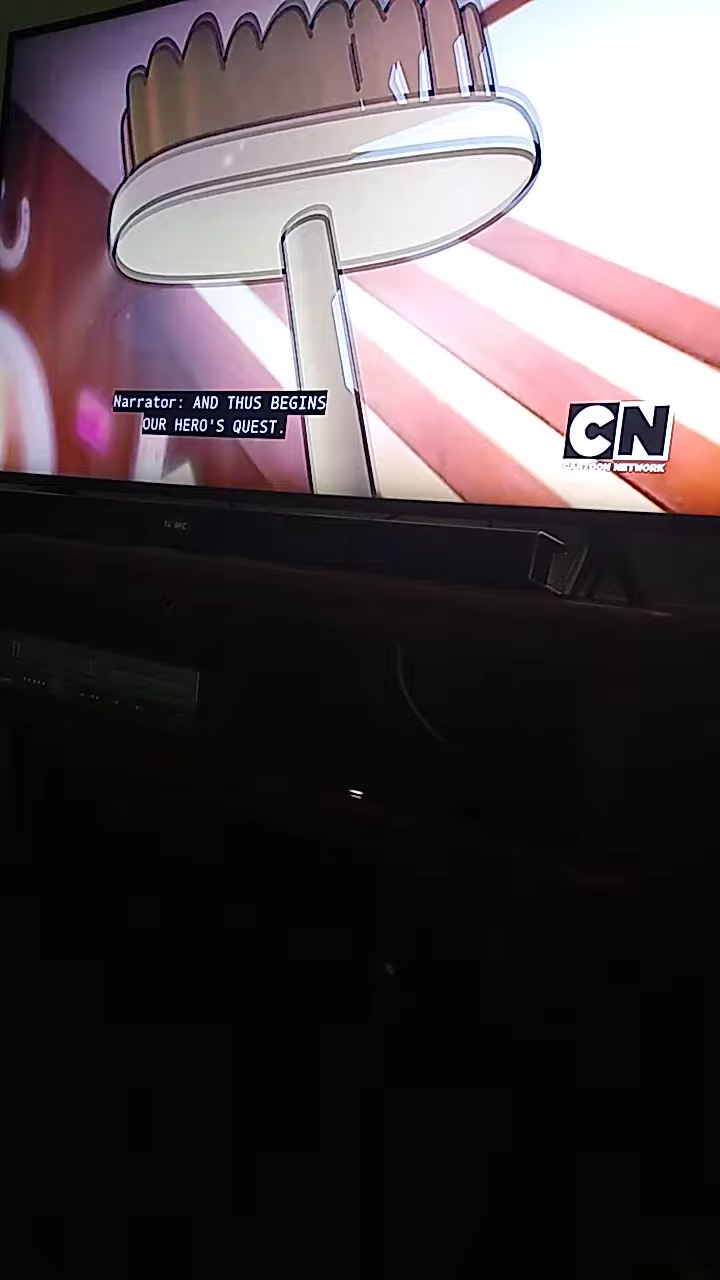 Narrator: AND THUS BEGINS
OUR HERO'S QUEST.
CN
CARTOON NETWORK